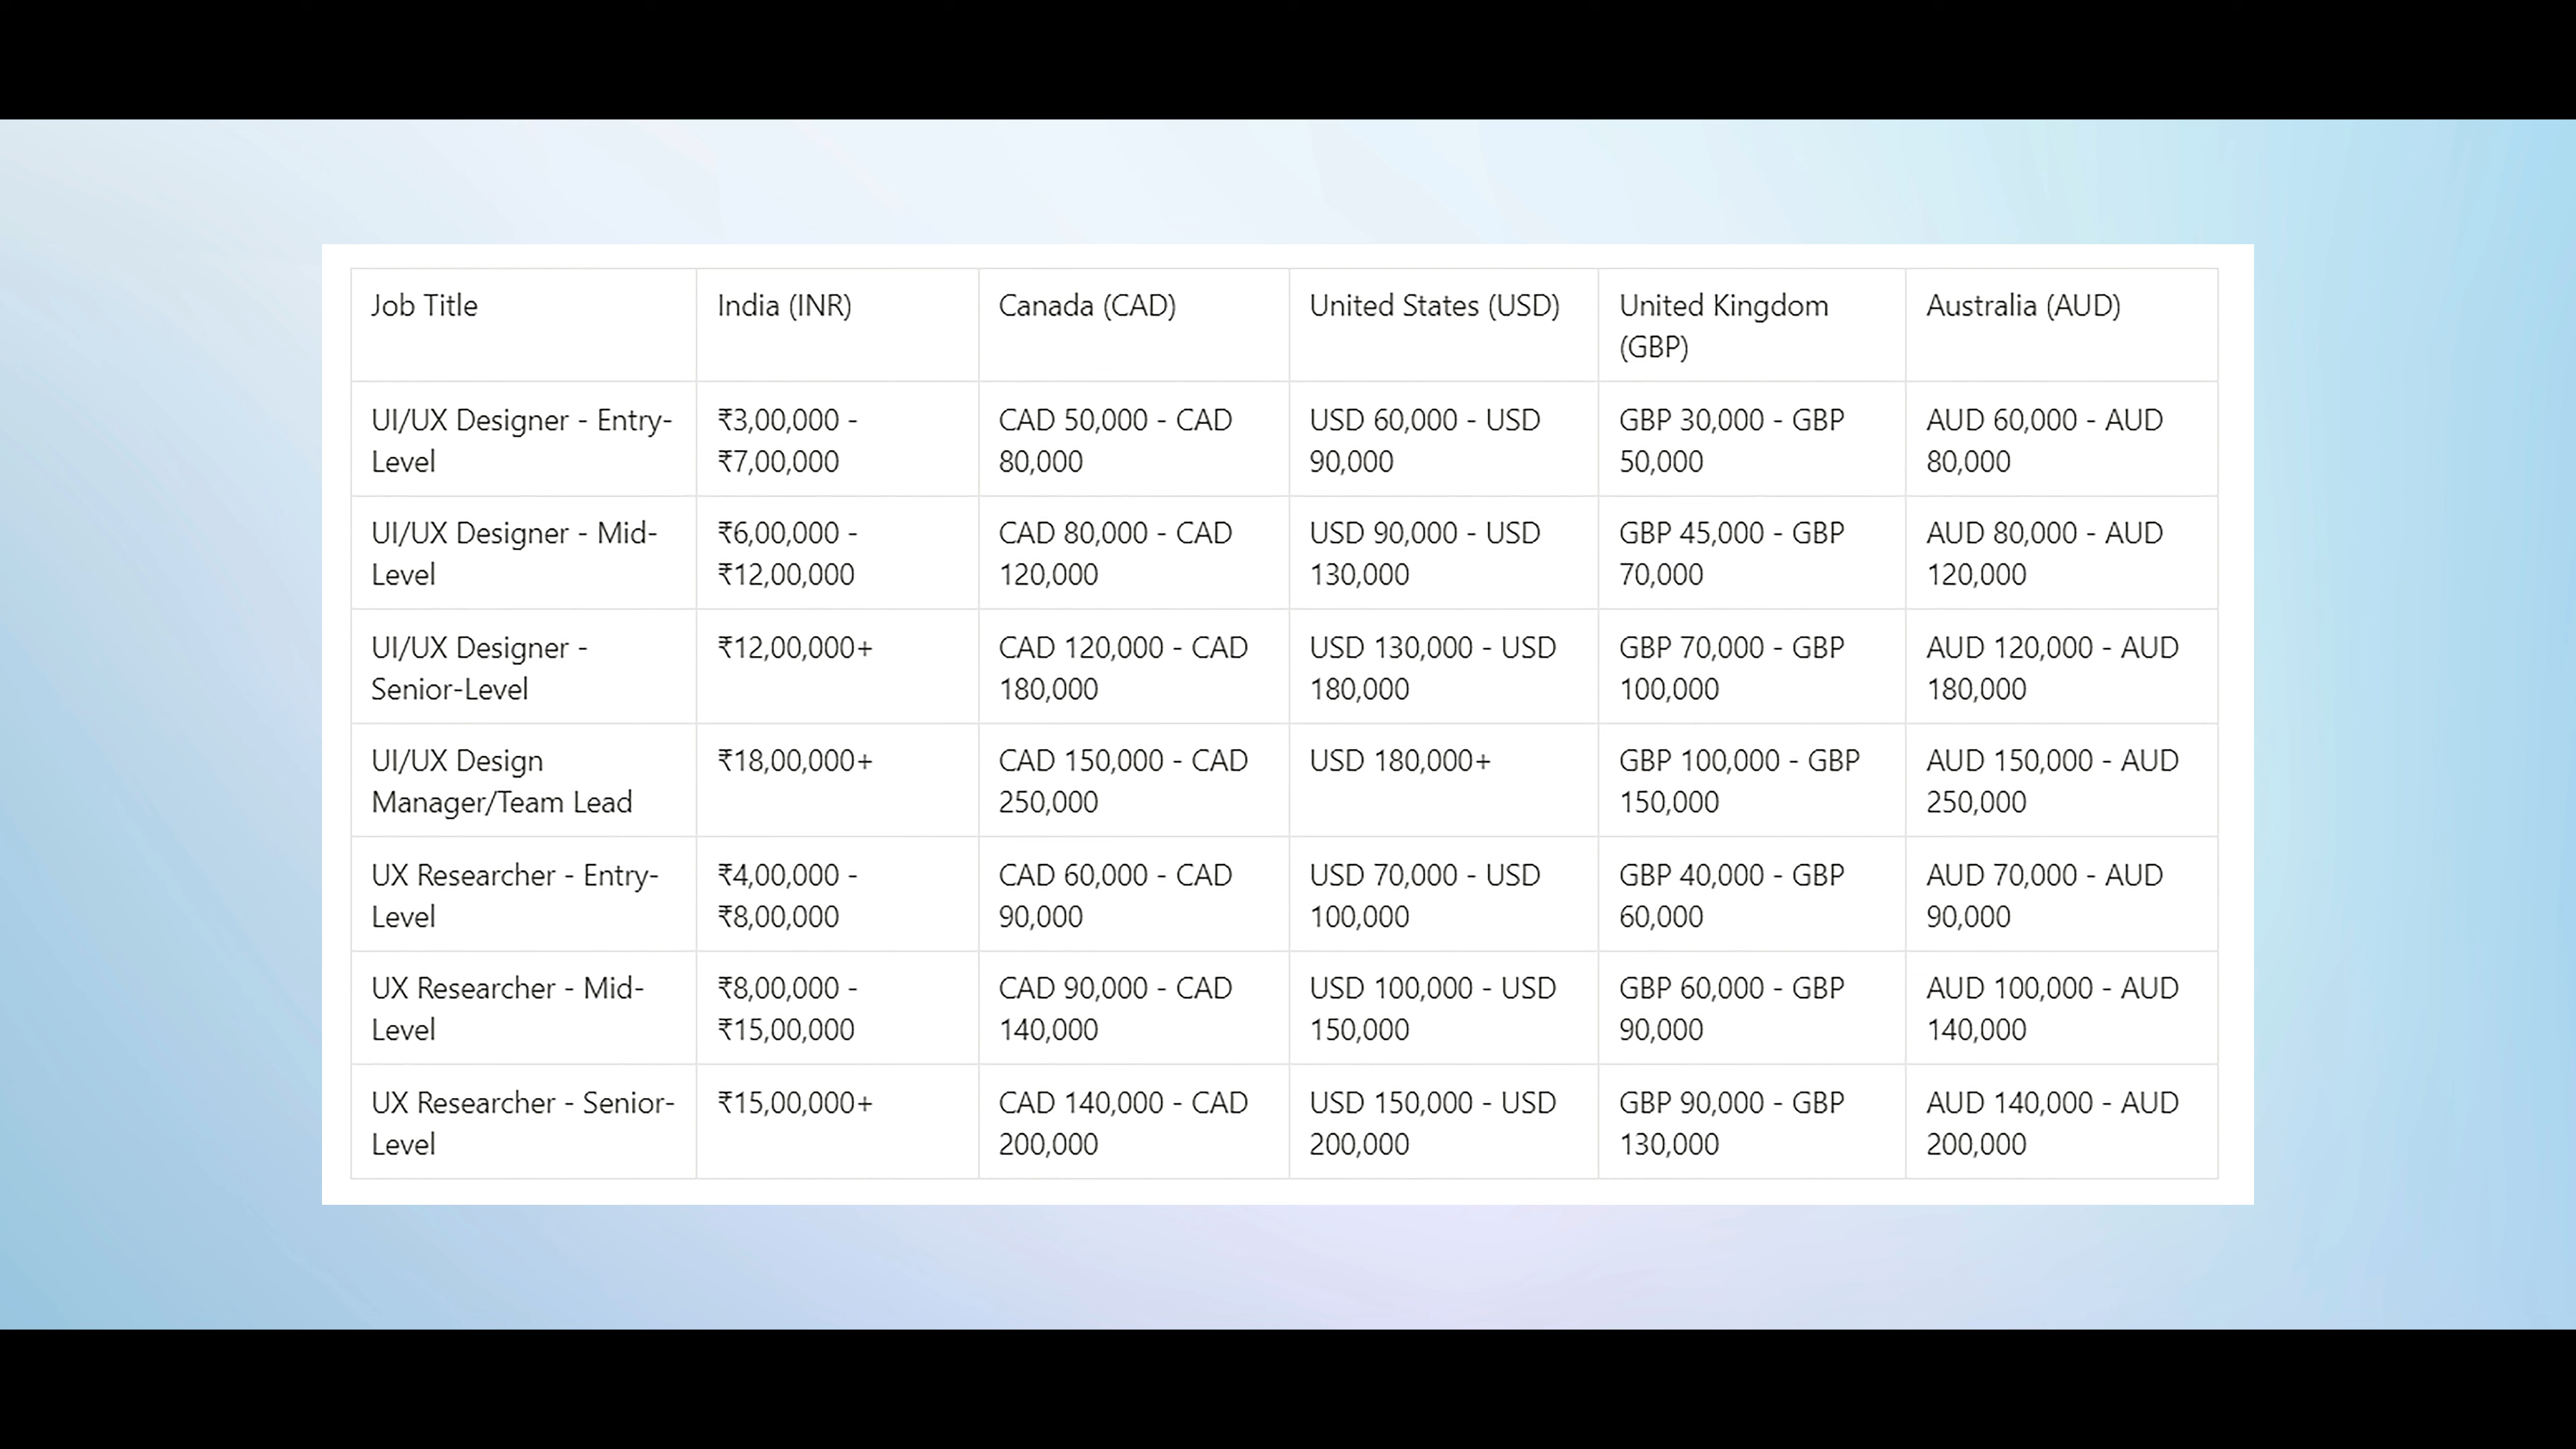 Job Title
India (INR)
Canada (CAD)
United States (USD)
United Kingdom
(GBP)
Australia (AUD)
UI/UX Designer - Entry-
Level
₹3,00,000 -
₹7,00,000
CAD 50,000 - CAD
80,000
USD 60,000 - USD
90,000
GBP 30,000 - GBP
50,000
AUD 60,000 - AUD
80,000
UI/UX Designer - Mid-
Level
₹6,00,000 -
₹12,00,000
CAD 80,000 - CAD
120,000
USD 90,000 - USD
130,000
GBP 45,000 - GBP
70,000
AUD 80,000 - AUD
120,000
UI/UX Designer -
Senior-Level
₹12,00,000+
CAD 120,000 - CAD
180,000
USD 130,000 - USD
180,000
GBP 70,000 - GBP
100,000
AUD 120,000 - AUD
180,000
UI/UX Design
Manager/Team Lead
₹18,00,000+
CAD 150,000 - CAD
250,000
USD 180,000+
GBP 100,000 - GBP
150,000
AUD 150,000 - AUD
250,000
UX Researcher - Entry-
Level
₹4,00,000 -
₹8,00,000
CAD 60,000 - CAD
90,000
USD 70,000 - USD
100,000
GBP 40,000 - GBP
60,000
AUD 70,000 - AUD
90,000
UX Researcher - Mid-
Level
₹8,00,000 -
₹15,00,000
CAD 90,000 - CAD
140,000
USD 100,000 - USD
150,000
GBP 60,000 - GBP
90,000
AUD 100,000 - AUD
140,000
UX Researcher - Senior-
Level
₹15,00,000+
CAD 140,000 - CAD
200,000
USD 150,000 - USD
200,000
GBP 90,000 - GBP
130,000
AUD 140,000 - AUD
200,000